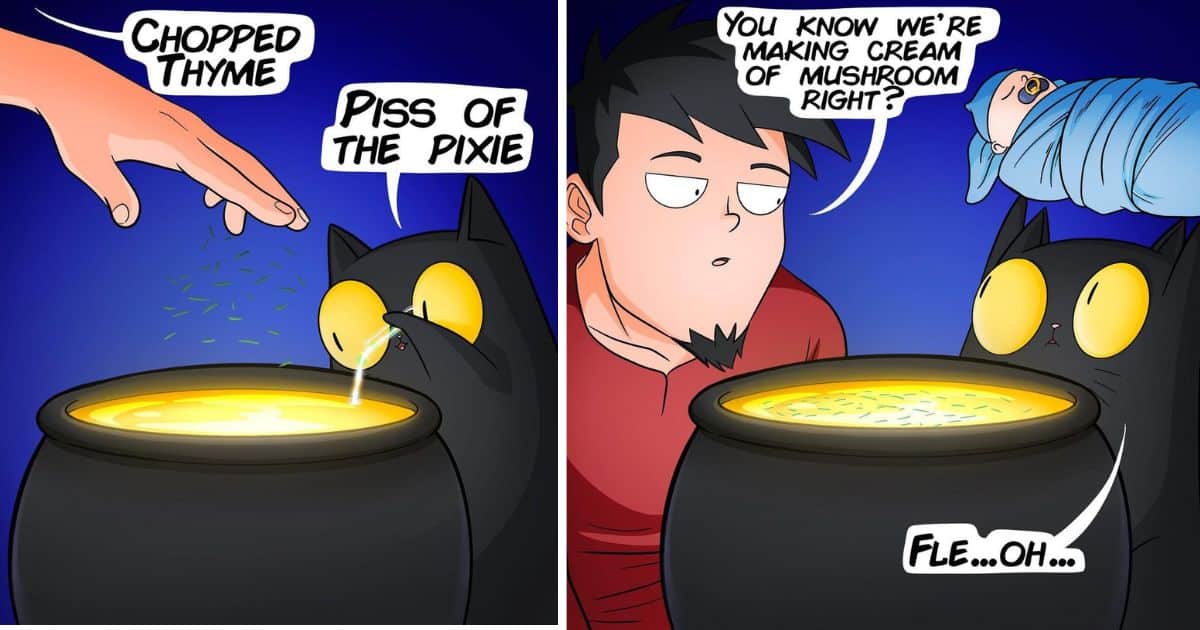 CHOPPED
THYME
PISS OF
THE PIXIE
YOU KNOW WE'RE
MAKING CREAM
OF MUSHROOM
RIGHT?
FLE...OH...